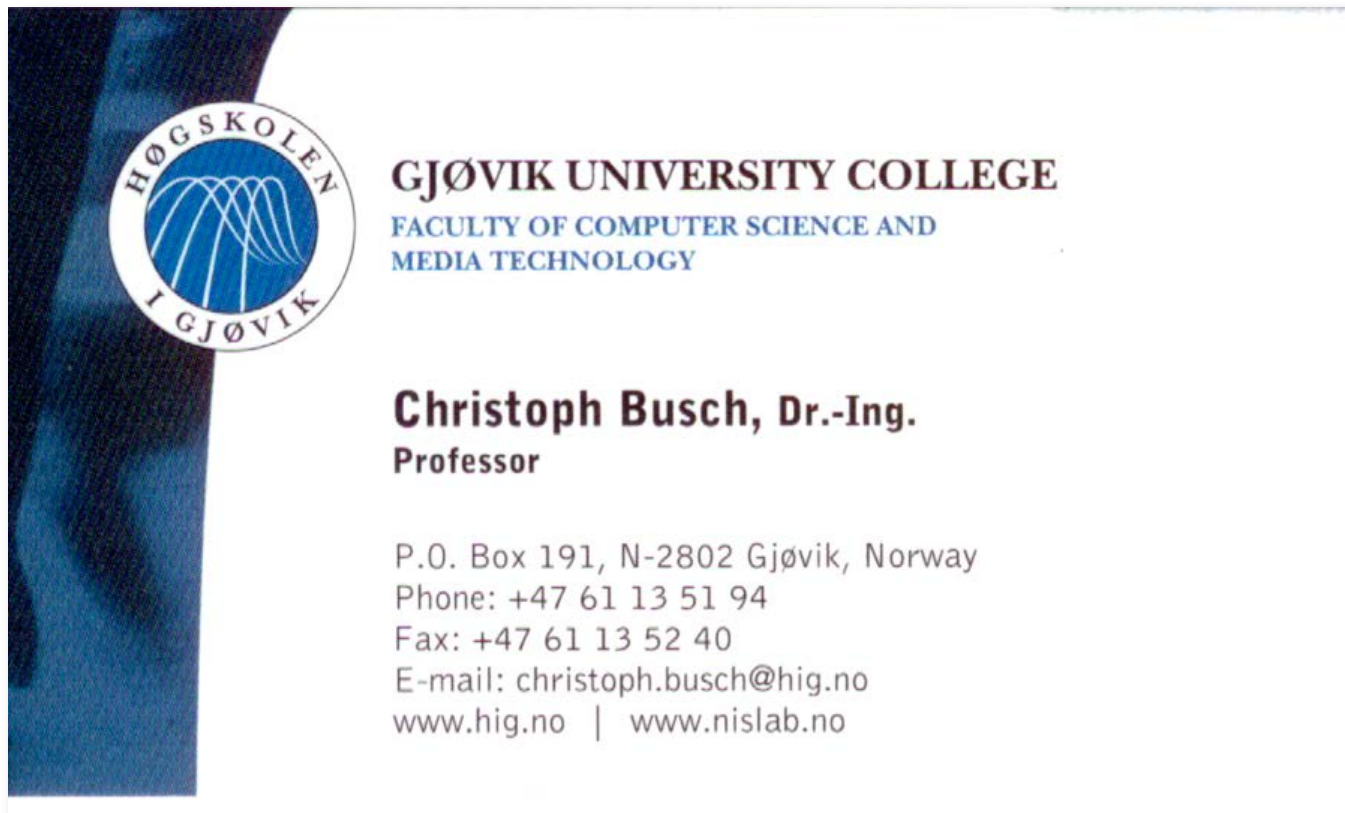 HØGSKOLEN
I GJØVIK
GJØVIK UNIVERSITY COLLEGE
FACULTY OF COMPUTER SCIENCE AND
MEDIA TECHNOLOGY
Christoph Busch, Dr.-Ing.
Professor
P.O. Box 191, N-2802 Gjøvik, Norway
Phone: +47 61 13 51 94
Fax: +47 61 13 52 40
E-mail: christoph.busch@hig.no
www.hig.no | www.nislab.no